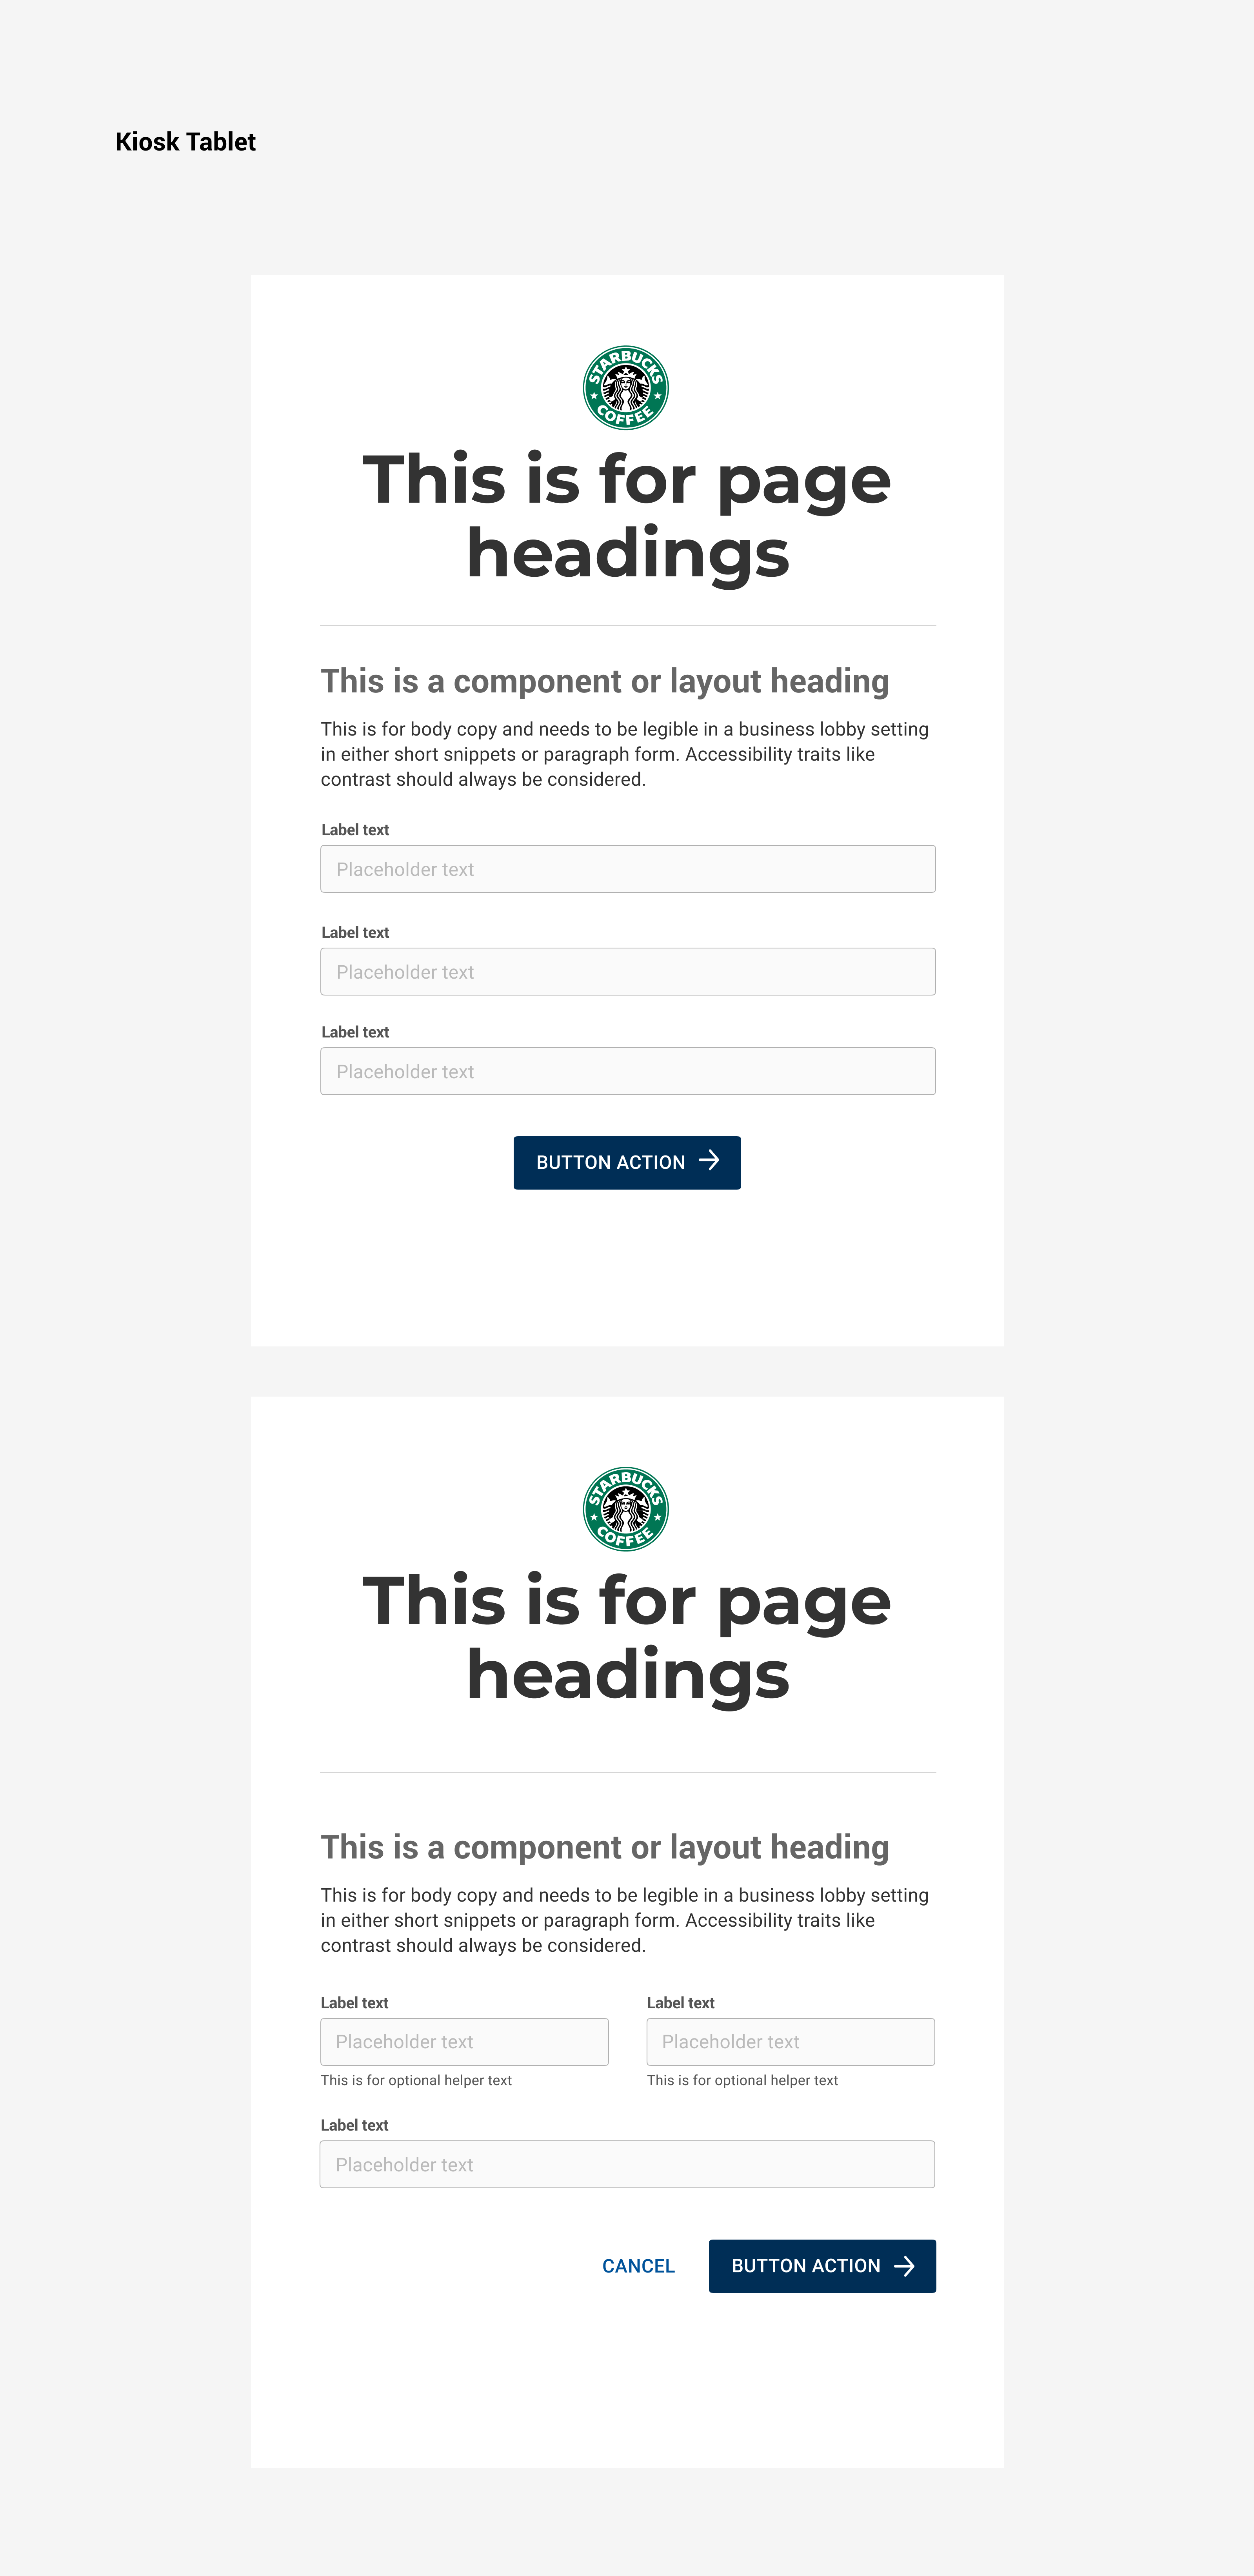 Kiosk Tablet
STARBUCKS
COFFEE
This is for page
headings
This is a component or layout heading
This is for body copy and needs to be legible in a business lobby setting
in either short snippets or paragraph form. Accessibility traits like
contrast should always be considered.
Label text
Placeholder text
Label text
Placeholder text
Label text
Placeholder text
BUTTON ACTION
STARBUCKS
COFFEE
This is for page
headings
This is a component or layout heading
This is for body copy and needs to be legible in a business lobby setting
in either short snippets or paragraph form. Accessibility traits like
contrast should always be considered.
Label text
Placeholder text
This is for optional helper text
Label text
Placeholder text
This is for optional helper text
Label text
Placeholder text
CANCEL
BUTTON ACTION